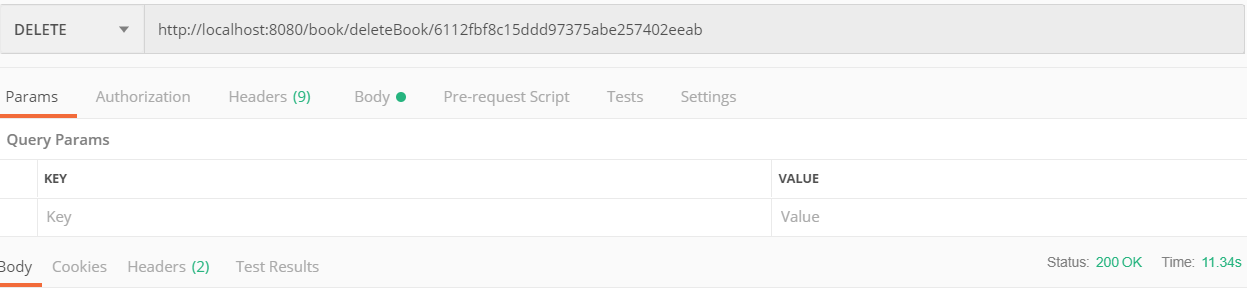 DELETE http://localhost:8080/book/deleteBook/6112fbf8c15ddd97375abe257402eeab
Params Authorization Headers (9) Body Pre-request Script Tests Settings
Query Params
KEY VALUE
Key Value
Body Cookies Headers (2) Test Results Status: 200 OK Time: 11.34s